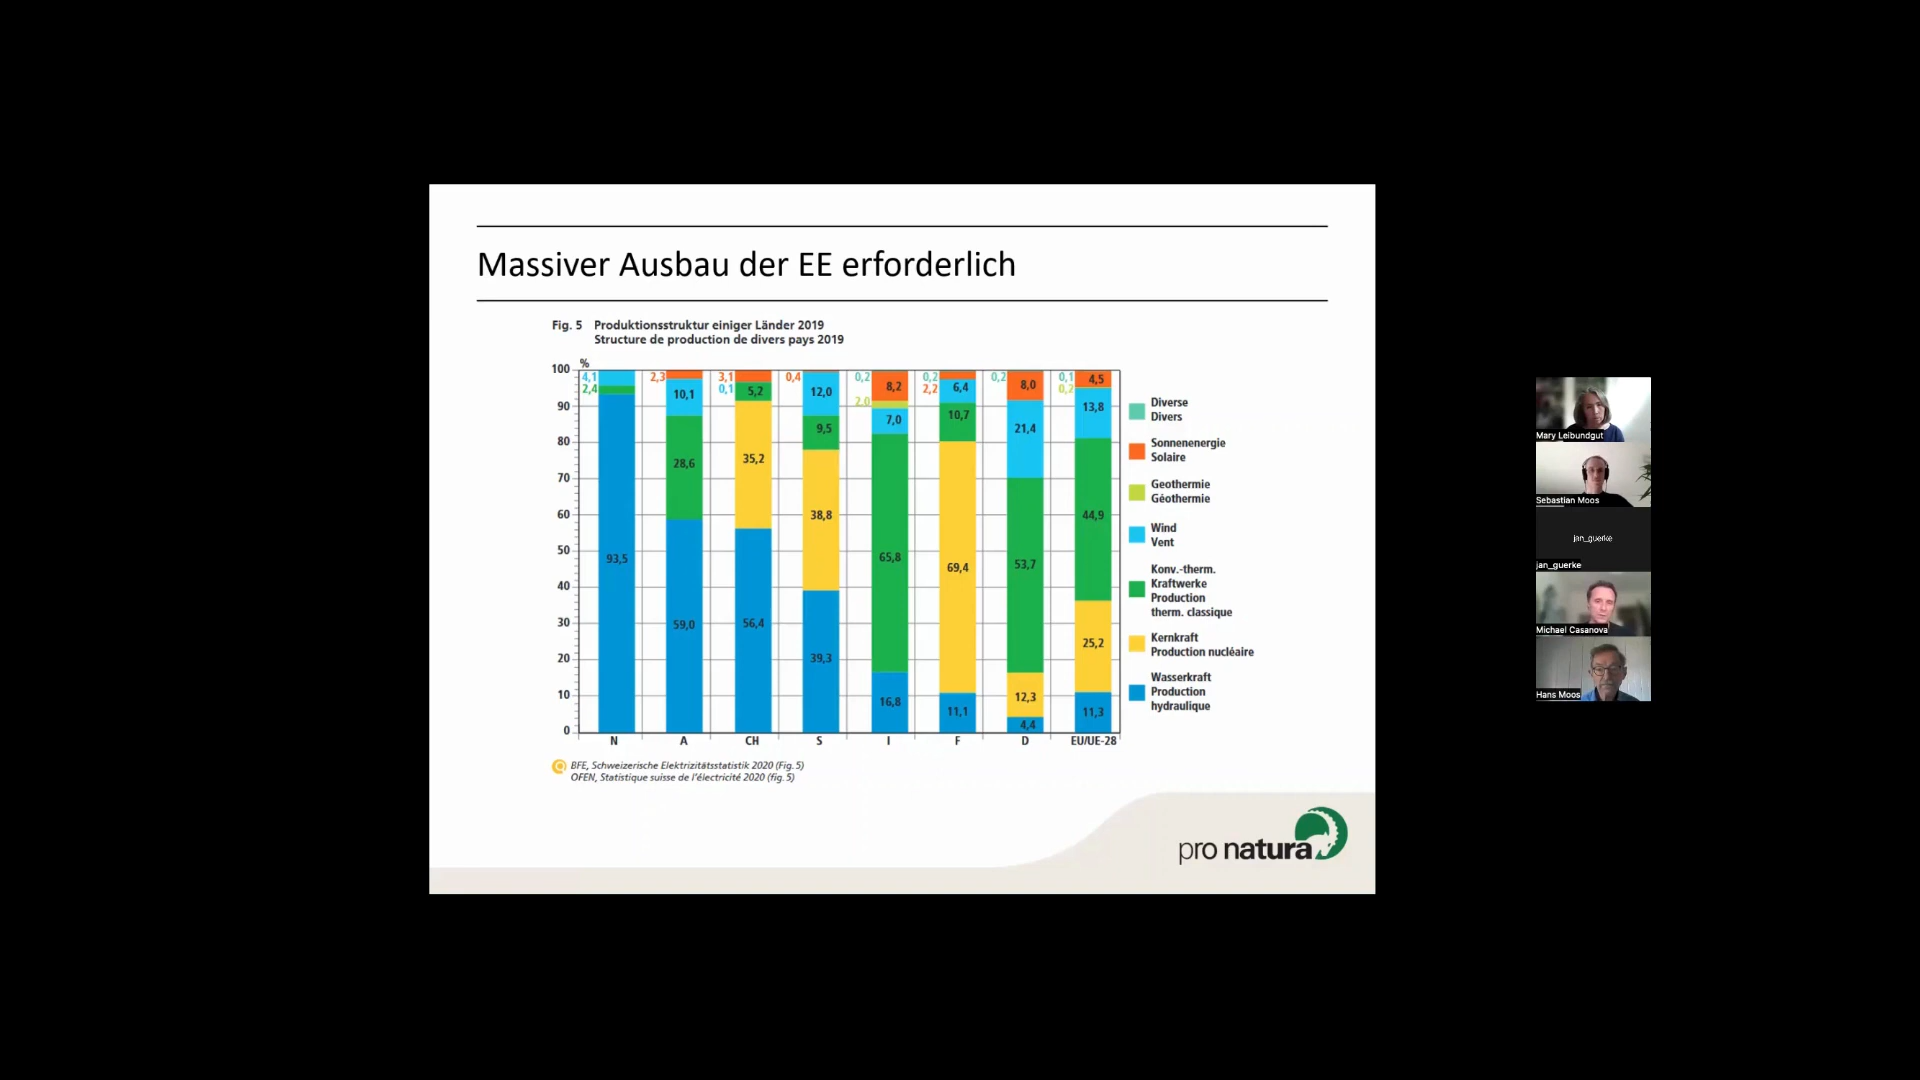 Massiver Ausbau der EE erforderlich
Fig. 5 Produktionsstruktur einiger Länder 2019
Structure de production de divers pays 2019
%
100
90
80
70
60
50
40
30
20
10
0
4,1
2,4
93,5
2,3
10,1
28,6
59,0
3,1
0,1
5,2
35,2
56,4
0,4
12,0
9,5
38,8
39,3
0,2
8,2
2,0
7,0
65,8
16,8
0,2
2,2
6,4
10,7
69,4
11,1
0,2
8,0
21,4
53,7
12,3
4,4
0,1
0,2
4,5
13,8
44,9
25,2
11,3
N A CH S I F D EU/UE-28
Diverse
Divers
Sonnenenergie
Solaire
Geothermie
Géothermie
Wind
Vent
Konv.-therm.
Kraftwerke
Production
therm. classique
Kernkraft
Production nucléaire
Wasserkraft
Production
hydraulique
BFE, Schweizerische Elektrizitätsstatistik 2020 (Fig. 5)
OFEN, Statistique suisse de l'électricité 2020 (fig. 5)
pro natura
Mary Leibundgut
Sebastian Moos
jan_guerke
jan_guerke
Michael Casanova
Hans Moos